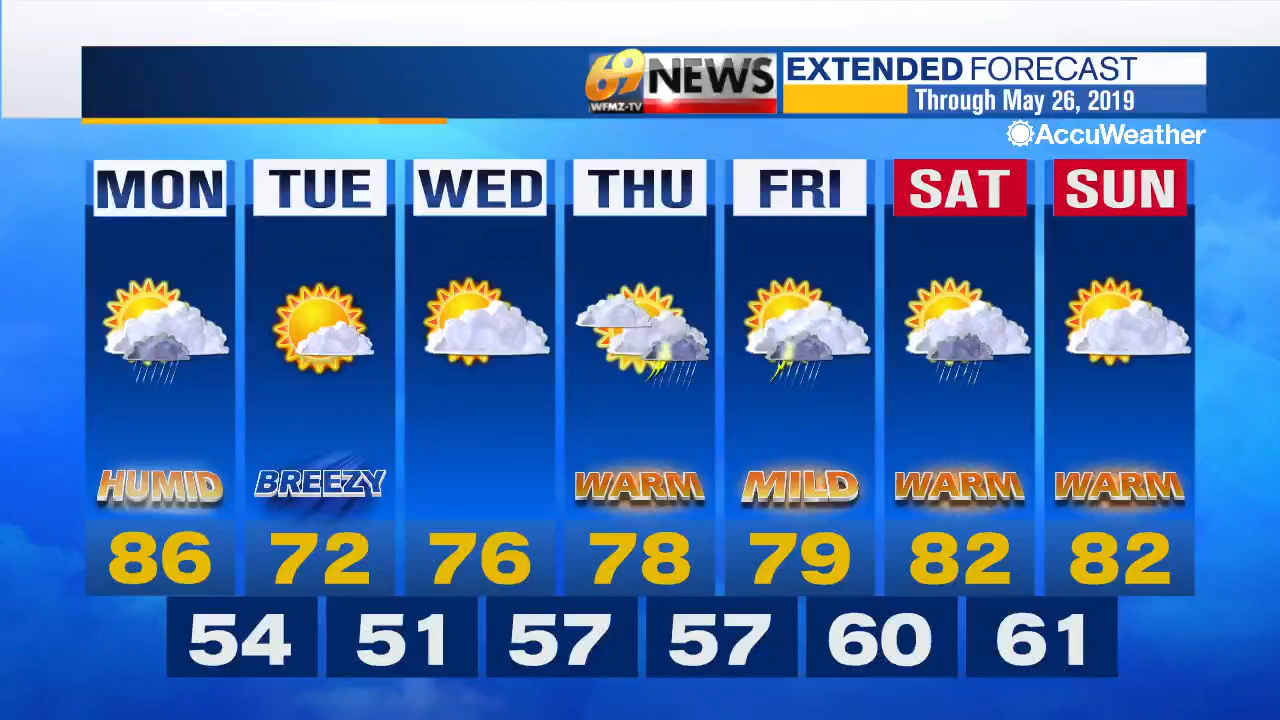 69 NEWS
WFMZ-TV
EXTENDED FORECAST
Through May 26, 2019
AccuWeather
MON TUE WED THU FRI SAT SUN
HUMID BREEZY WARM MILD WARM WARM
86 72 76 78 79 82 82
54 51 57 57 60 61